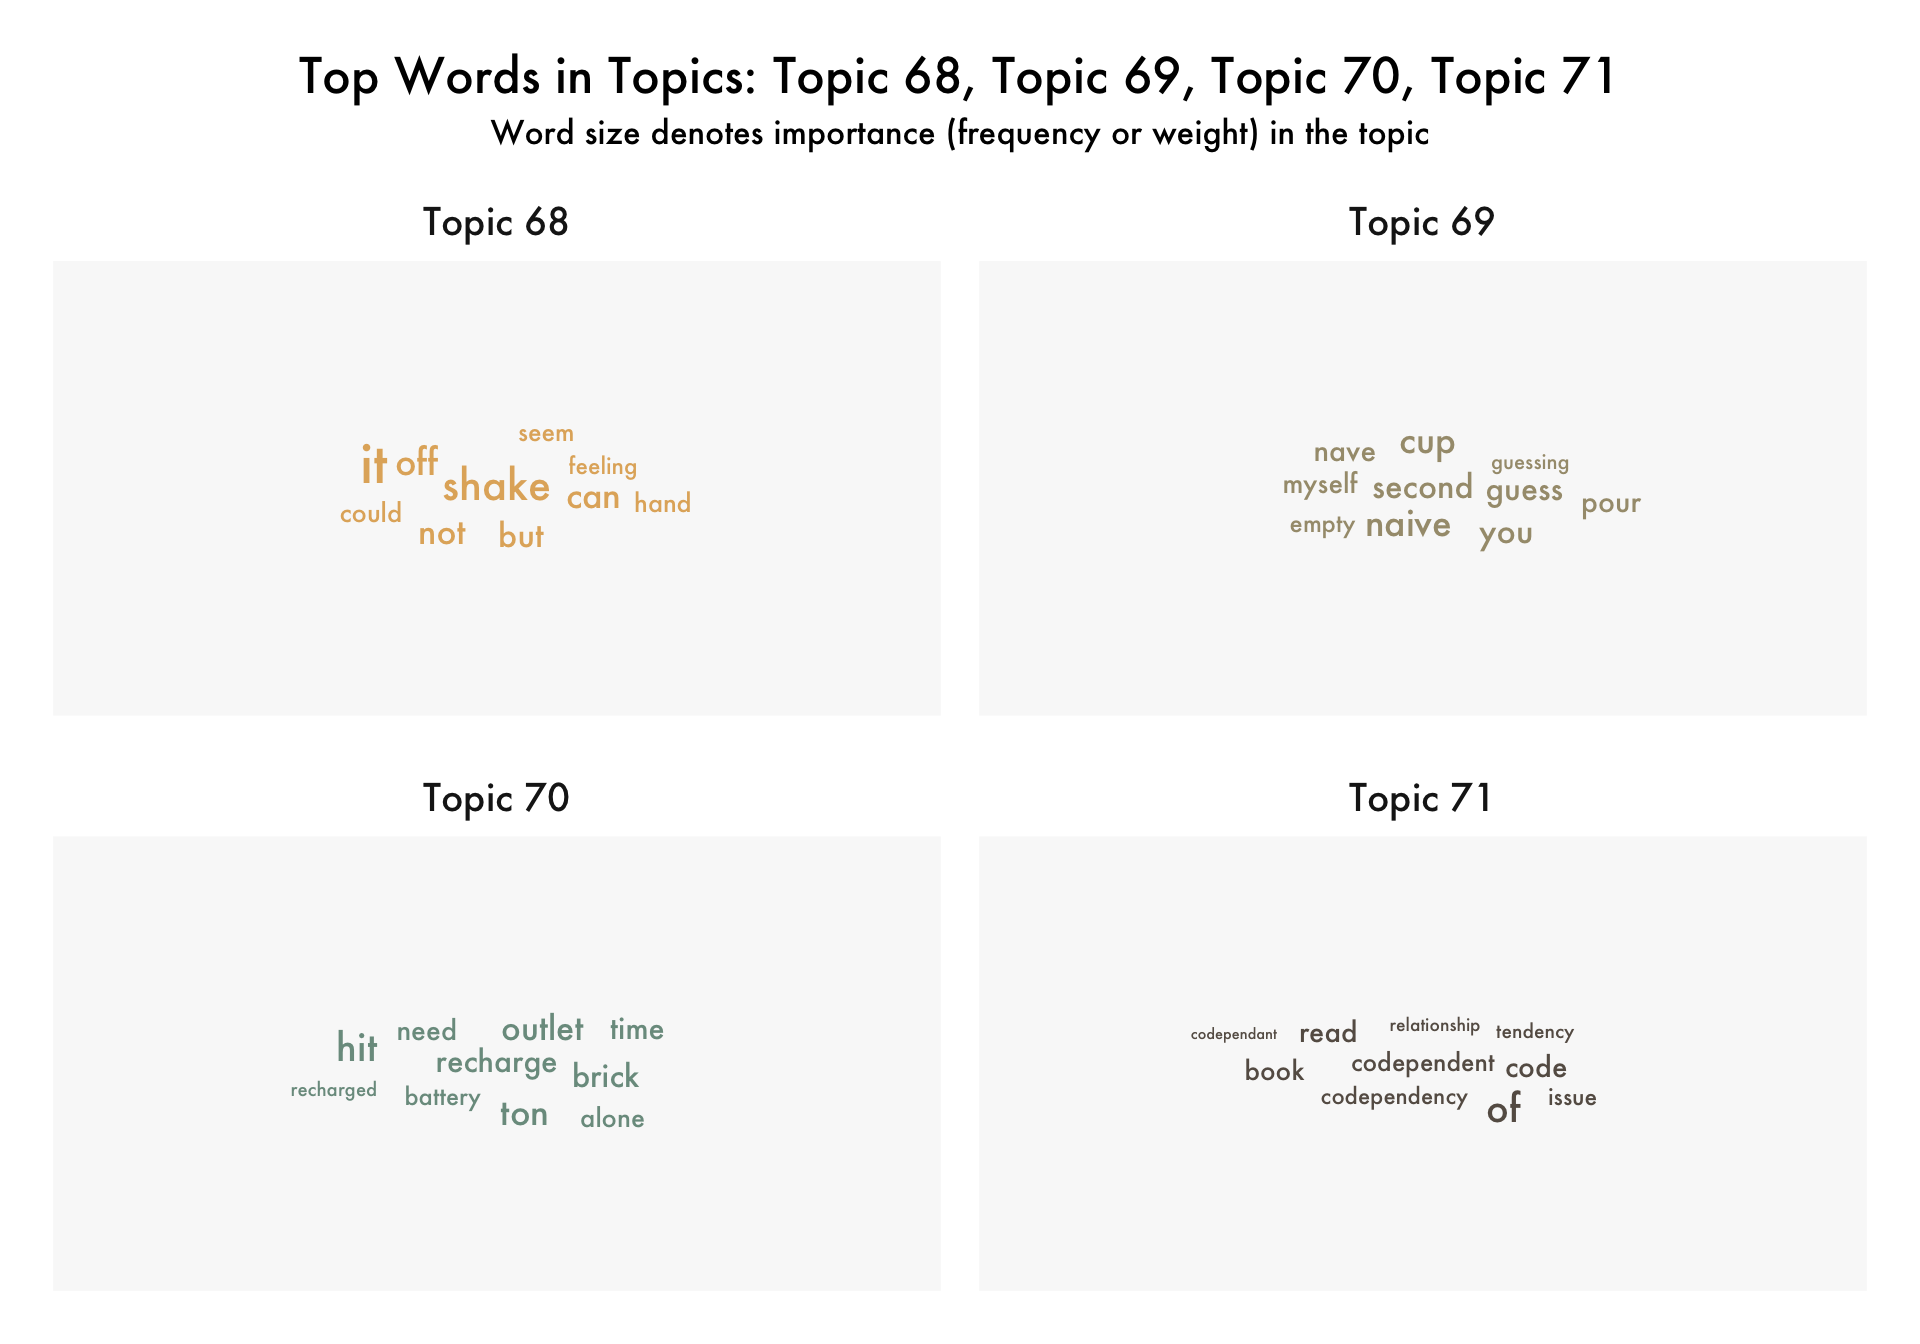 Top Words in Topics: Topic 68, Topic 69, Topic 70, Topic 71
Word size denotes importance (frequency or weight) in the topic
Topic 68
seem
it off
feeling
shake
can hand
could
not but
Topic 69
cup
nave
guessing
myself second guess
pour
empty naive you
Topic 70
need outlet time
hit
recharge
brick
recharged battery
ton alone
Topic 71
codependant read relationship tendency
book codependent code
codependency of issue